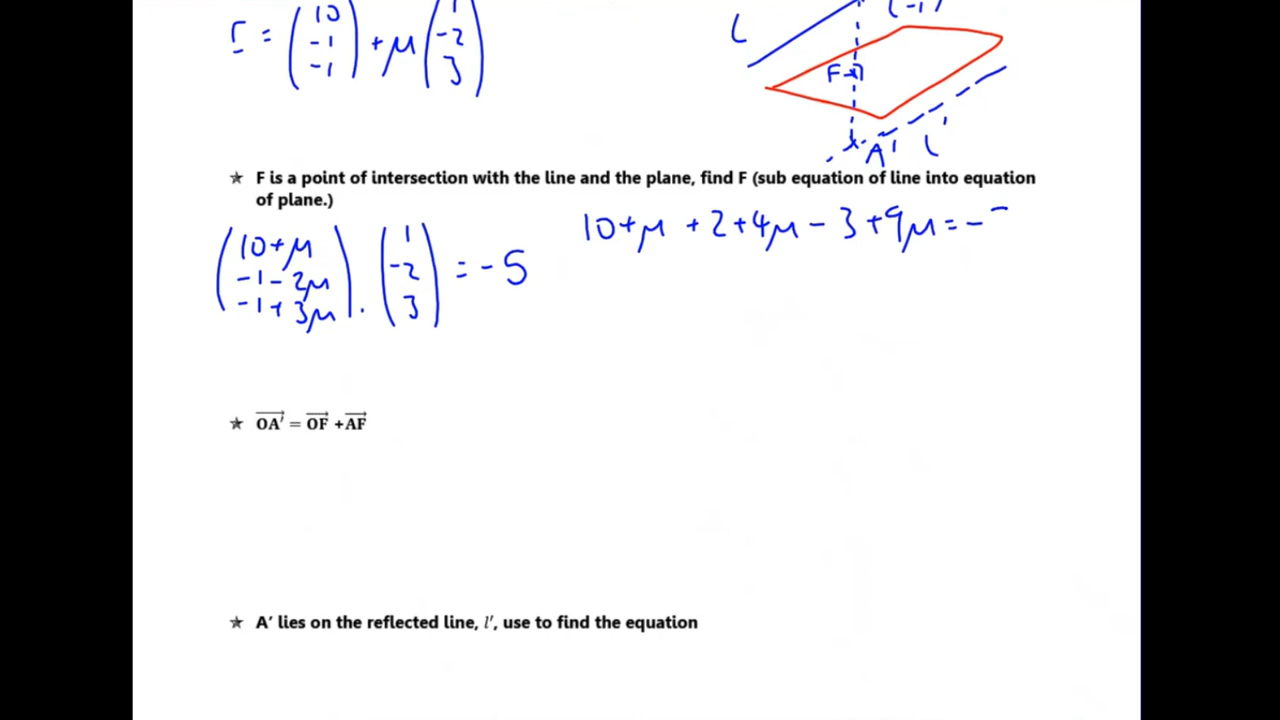 r = (10 -1 -1) + μ (1 -2 3)
L
F
A' L'
★ F is a point of intersection with the line and the plane, find F (sub equation of line into equation
of plane.)
(10+μ -1-2μ -1+3μ) . (1 -2 3) = -5
10+μ +2+4μ -3+9μ = -
★ OA' = OF +AF
★ A' lies on the reflected line, l', use to find the equation